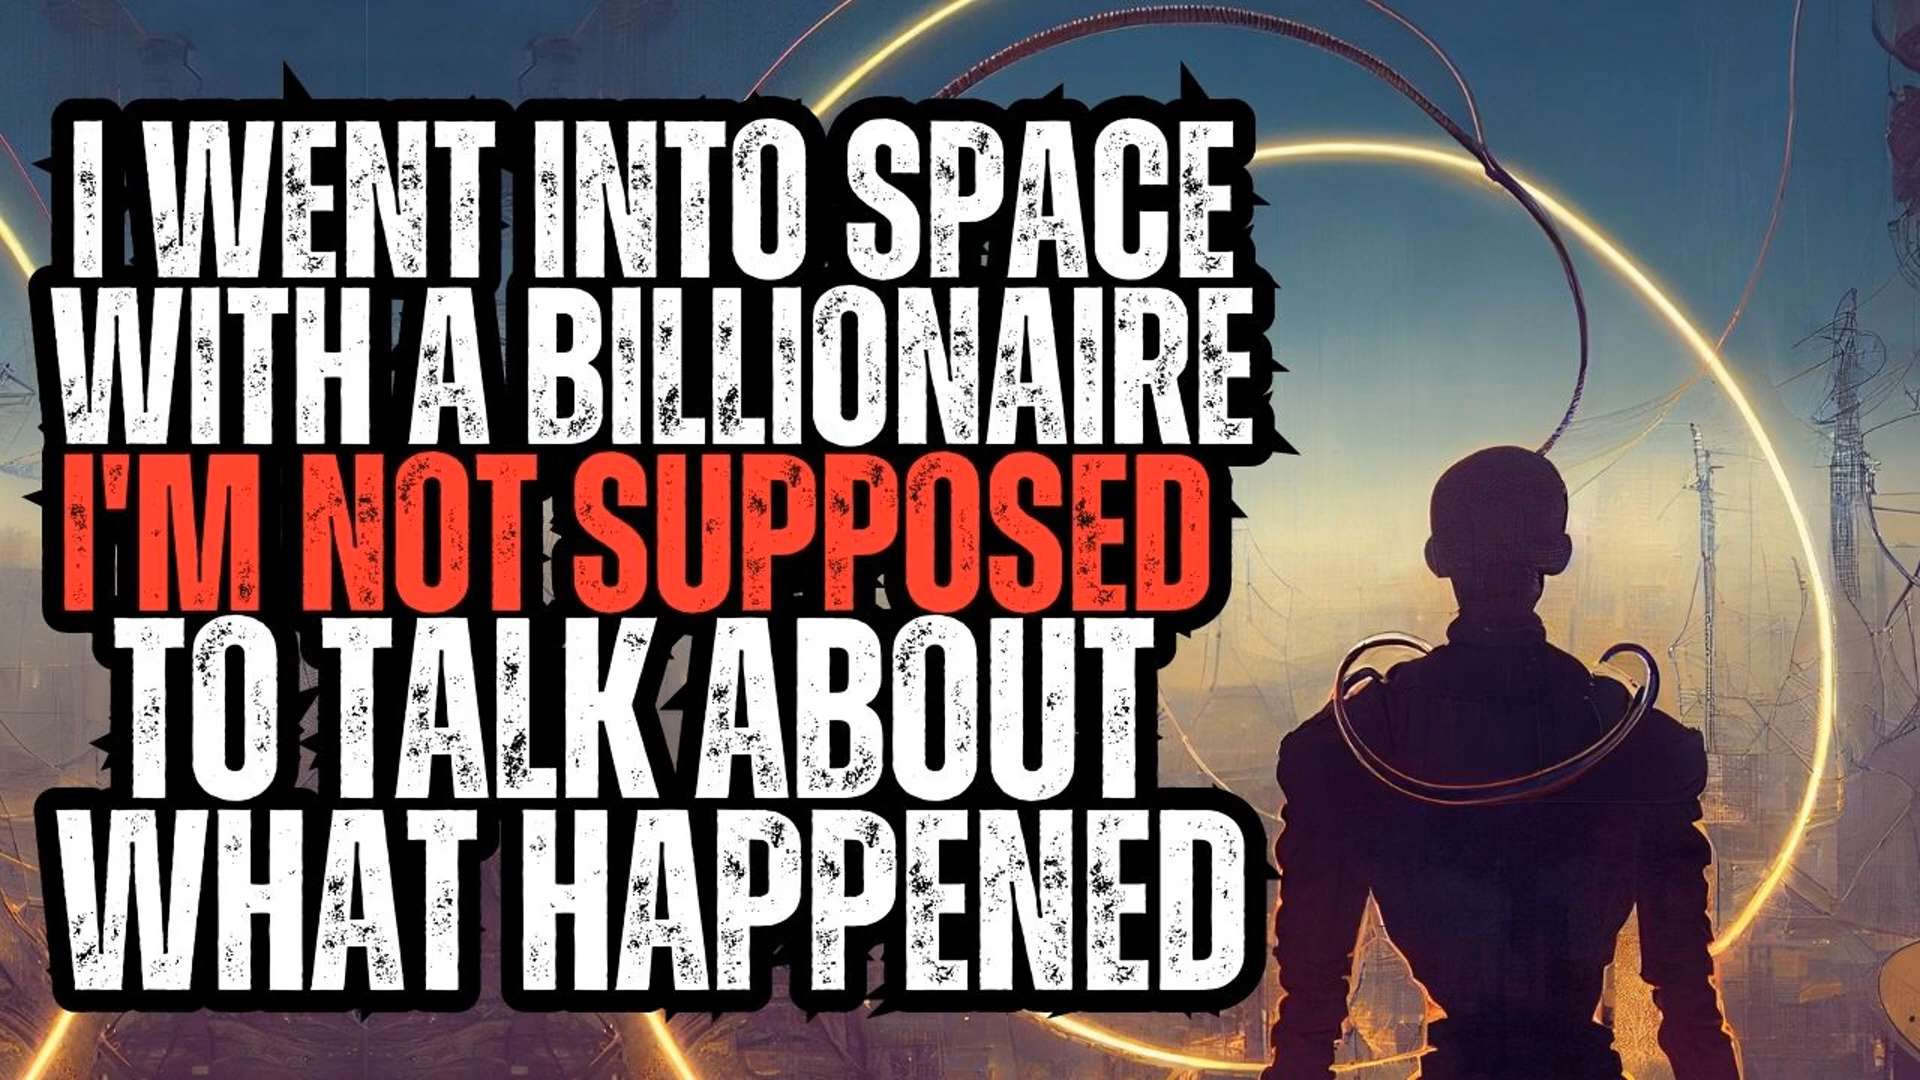 I WENT INTO SPACE
WITH A BILLIONAIRE
I'M NOT SUPPOSED
TO TALK ABOUT
WHAT HAPPENED